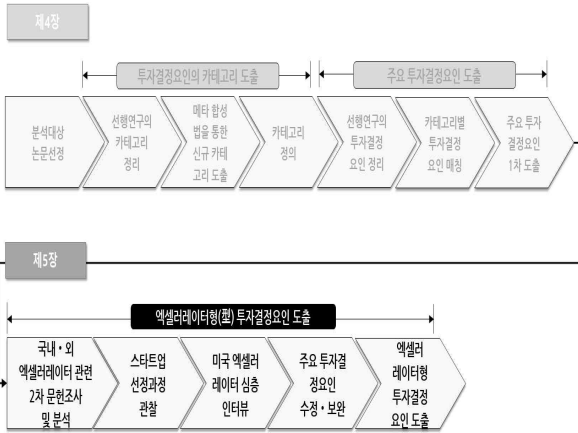 제4장
투자결정요인의 카테고리 도출
주요 투자결정요인 도출
분석대상
논문선정
선행연구의
카테고리
정리
메타 합성
법을 통한
신규 카테
고리 도출
카테고리
정의
선행연구의
투자결정
요인 정리
카테고리별
투자결정
요인 매칭
주요 투자
결정요인
1차 도출
제5장
엑셀러레이터형(型) 투자결정요인 도출
국내・외
엑셀러레이터 관련
2차 문헌조사
및 분석
스타트업
선정과정
관찰
미국 엑셀러
레이터 심층
인터뷰
주요 투자결
정요인
수정・보완
엑셀러
레이터형
투자결정
요인 도출